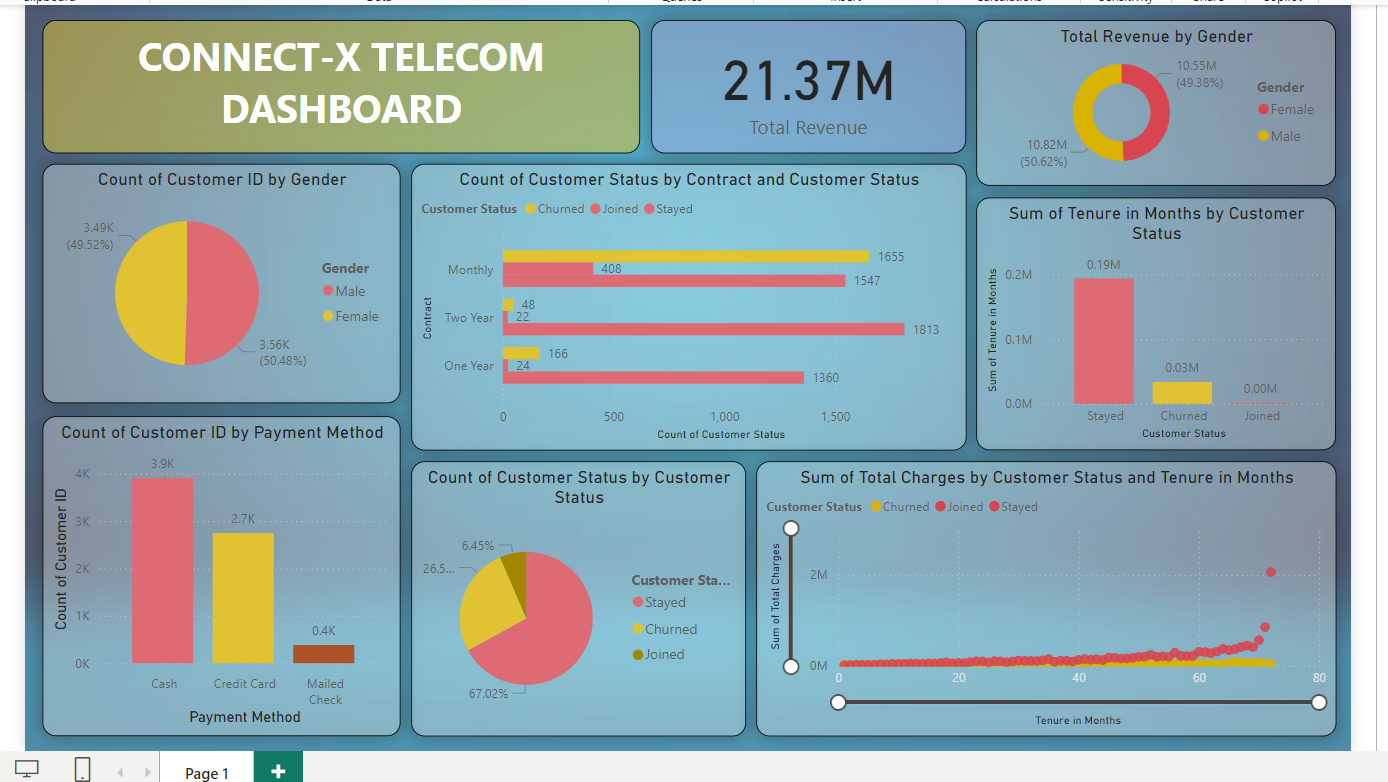 CONNECT-X TELECOM
DASHBOARD
21.37M
Total Revenue
Total Revenue by Gender
10.55M
(49.38%)
10.82M
(50.62%)
Gender
Female
Male
Count of Customer ID by Gender
3.49K
(49.52%)
3.56K
(50.48%)
Gender
Male
Female
Count of Customer Status by Contract and Customer Status
Customer Status Churned Joined Stayed
Contract
Monthly
1655
408
1547
Two Year
48
22
1813
One Year
166
24
1360
0 500 1,000 1,500
Count of Customer Status
Sum of Tenure in Months by Customer
Status
Sum of Tenure in Months
0.2M
0.1M
0.0M
0.19M
0.03M
0.00M
Stayed Churned Joined
Customer Status
Count of Customer ID by Payment Method
Count of Customer ID
4K
3K
2K
1K
0K
3.9K
2.7K
0.4K
Cash Credit Card Mailed
Check
Payment Method
Count of Customer Status by Customer
Status
6.45%
26.5...
67.02%
Customer Sta...
Stayed
Churned
Joined
Sum of Total Charges by Customer Status and Tenure in Months
Customer Status Churned Joined Stayed
Sum of Total Charges
2M
0M
0 20 40 60 80
Tenure in Months
Page 1